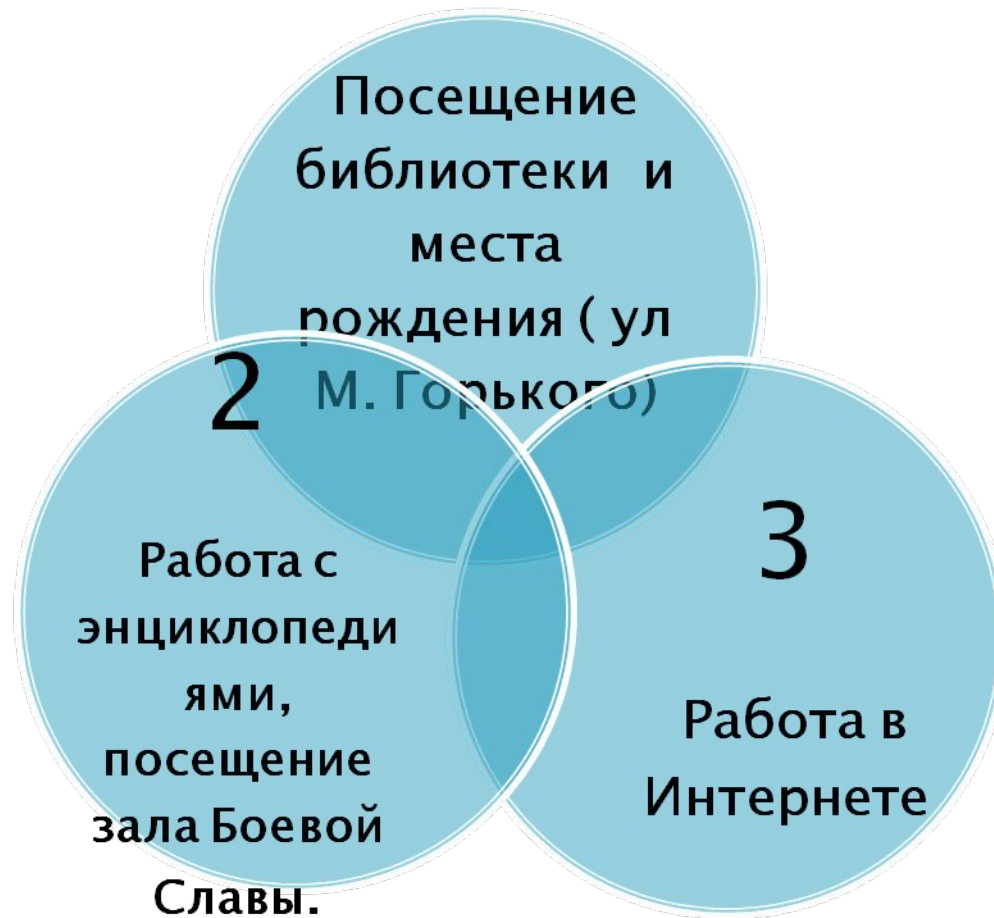 Посещение
библиотеки и
места
рождения ( ул
М. Горького)
2
Работа с
энциклопеди
ями,
посещение
зала Боевой
Славы.
3
Работа в
Интернете